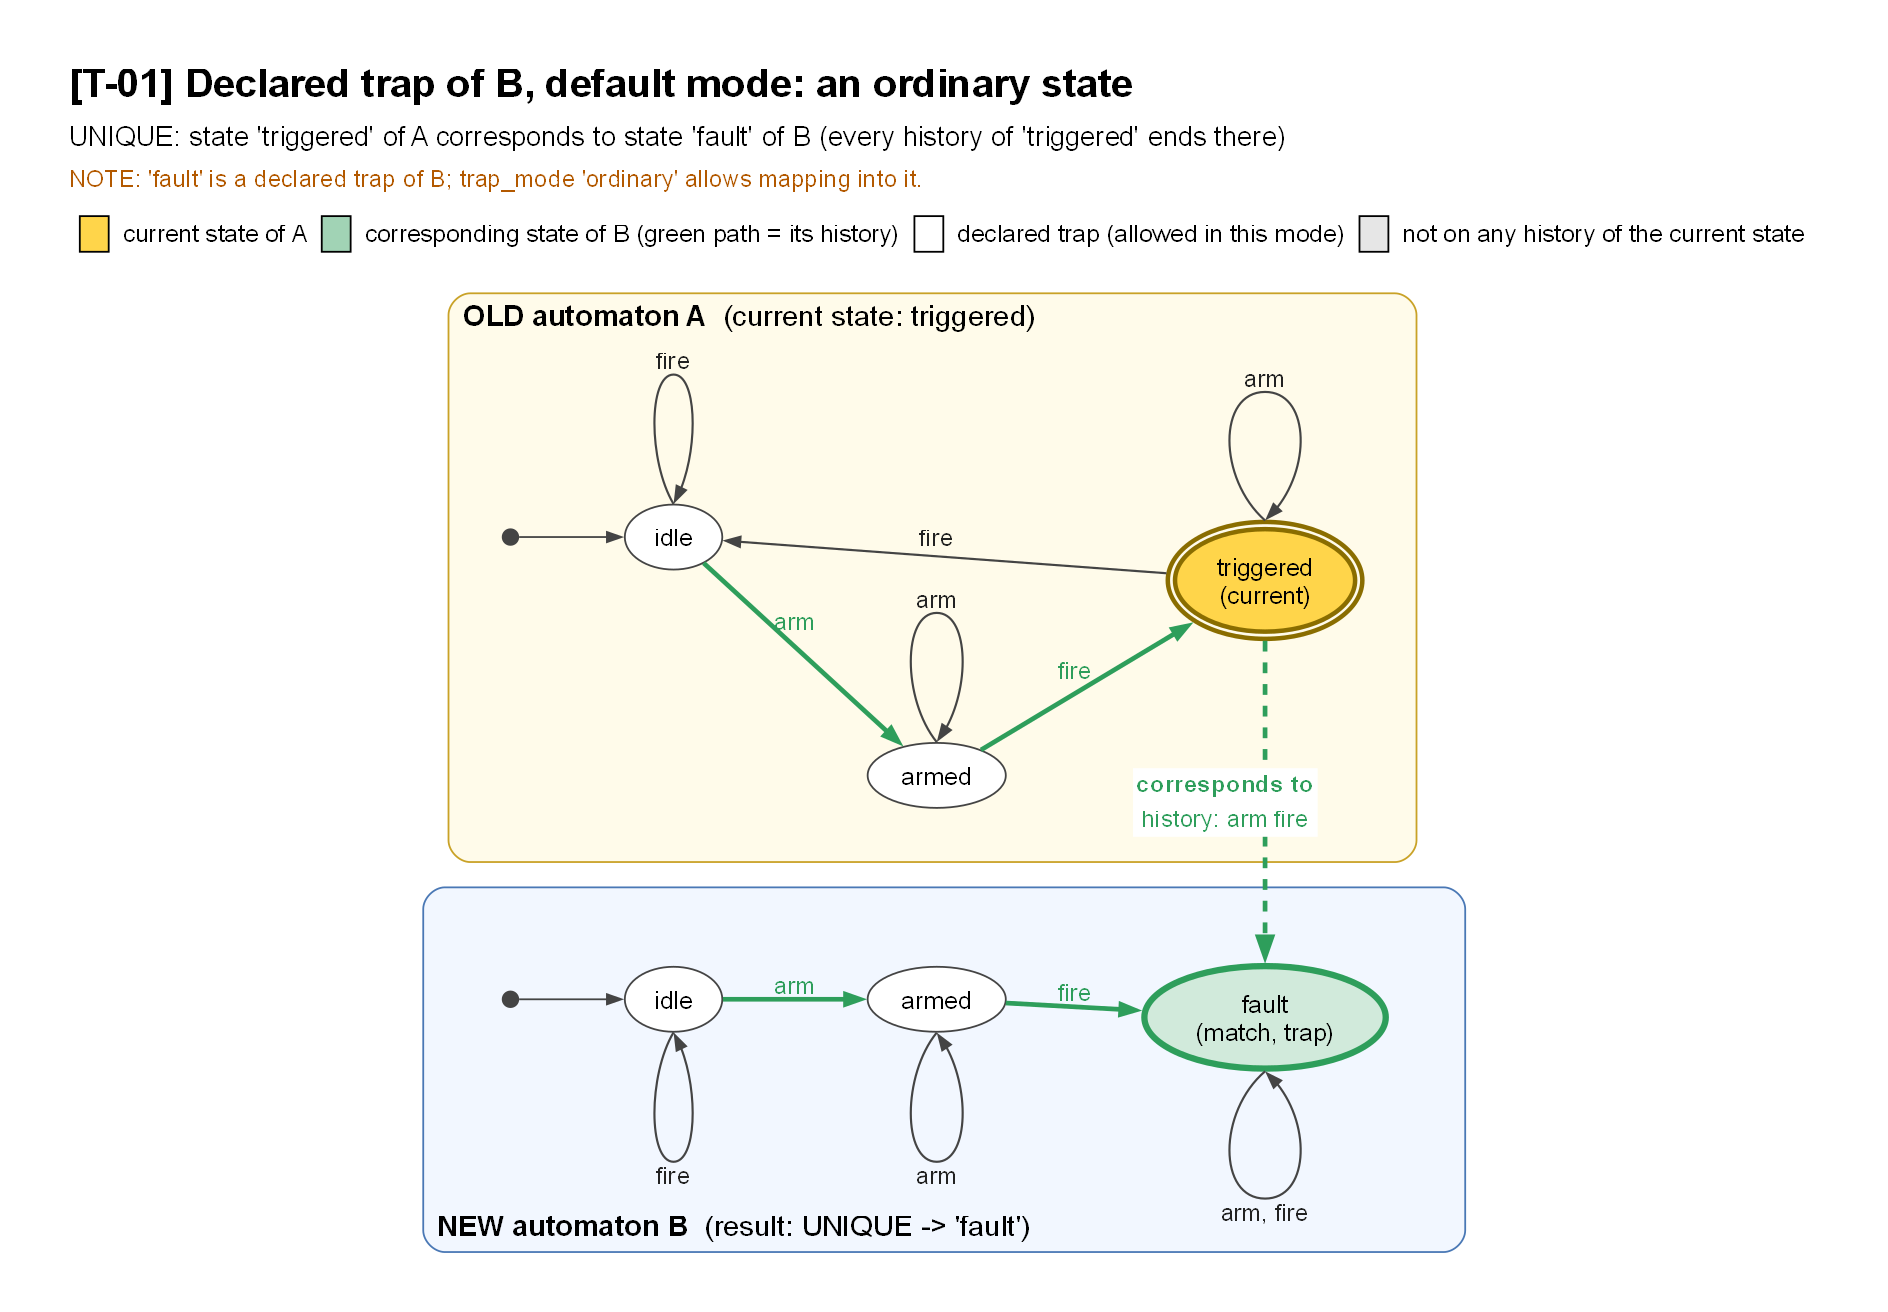 [T-01] Declared trap of B, default mode: an ordinary state
UNIQUE: state 'triggered' of A corresponds to state 'fault' of B (every history of 'triggered' ends there)
NOTE: 'fault' is a declared trap of B; trap_mode 'ordinary' allows mapping into it.
current state of A
corresponding state of B (green path = its history)
declared trap (allowed in this mode)
not on any history of the current state
OLD automaton A (current state: triggered)
fire
arm
idle
fire
triggered
(current)
arm
arm
fire
armed
corresponds to
history: arm fire
idle
arm
armed
fire
fault
(match, trap)
fire
arm
arm, fire
NEW automaton B (result: UNIQUE -> 'fault')